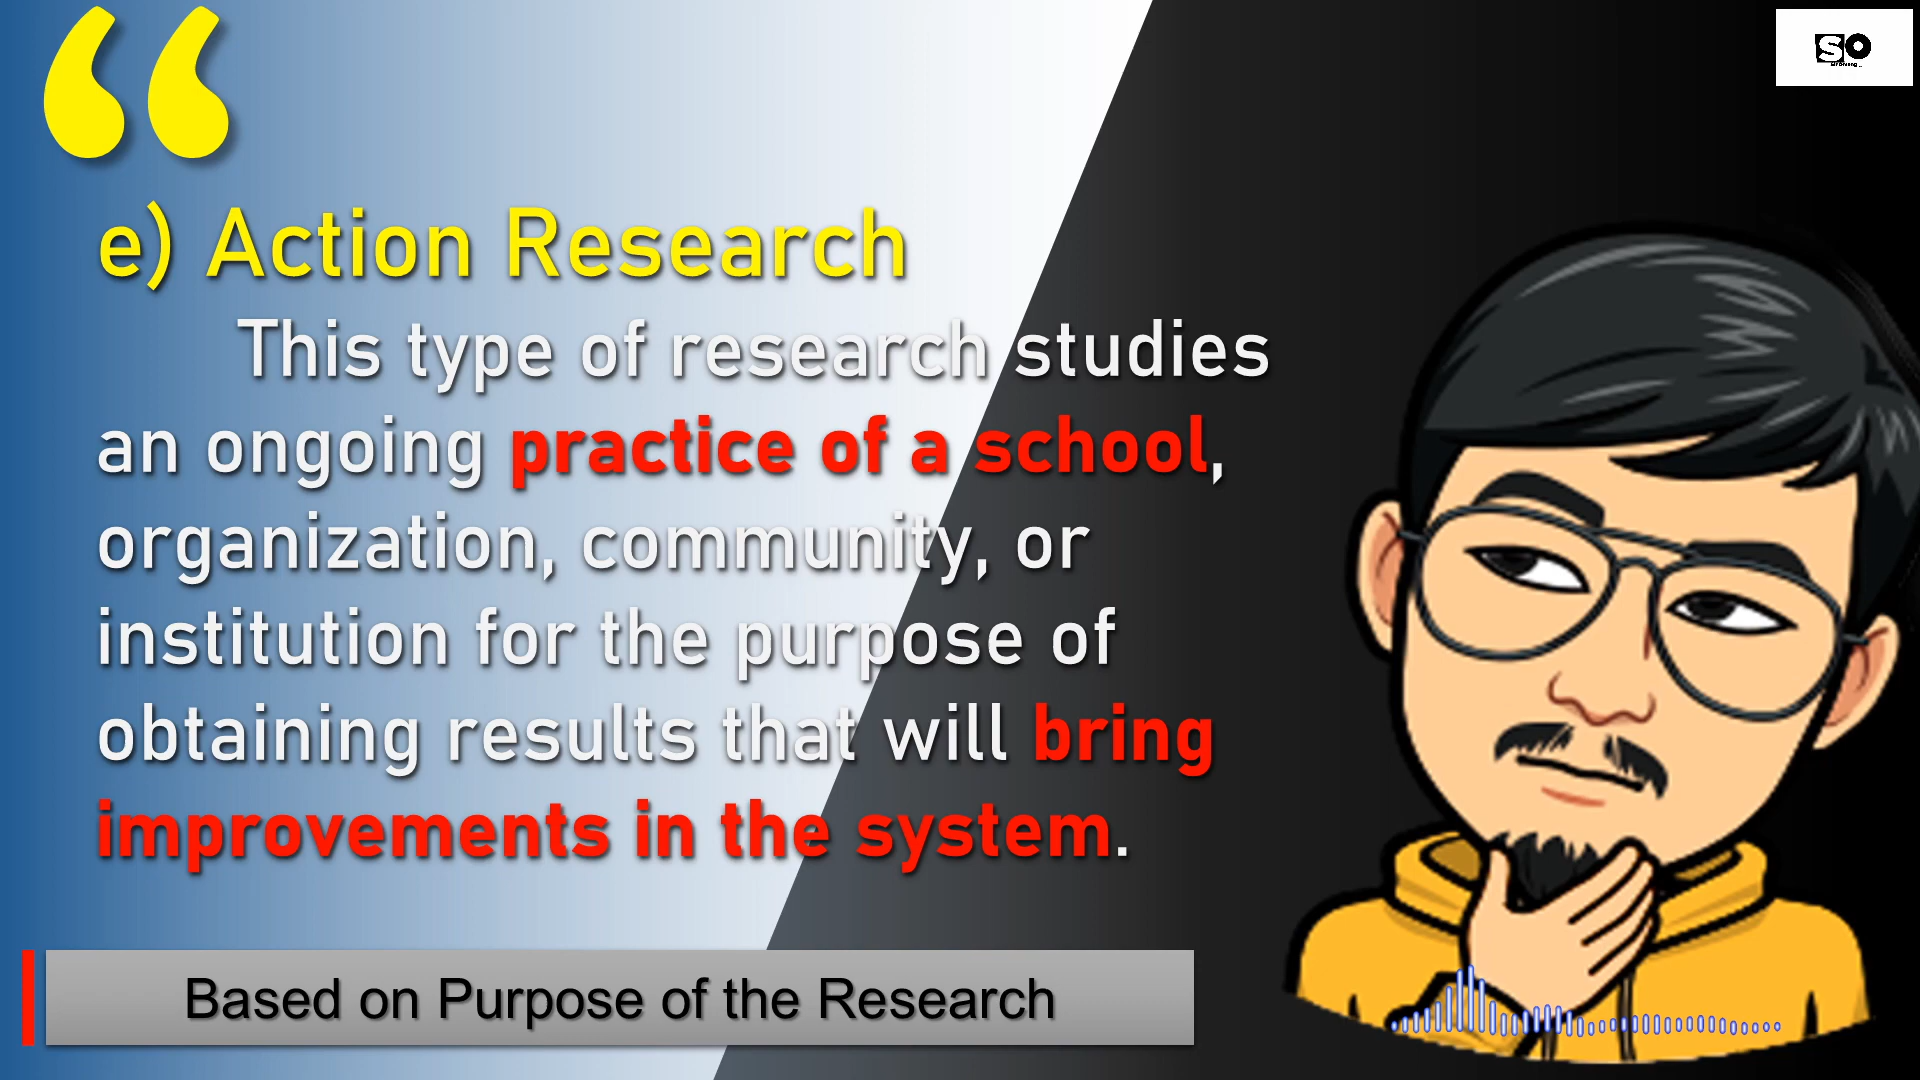 “
e) Action Research
This type of research studies
an ongoing practice of a school,
organization, community, or
institution for the purpose of
obtaining results that will bring
improvements in the system.
Based on Purpose of the Research
SO